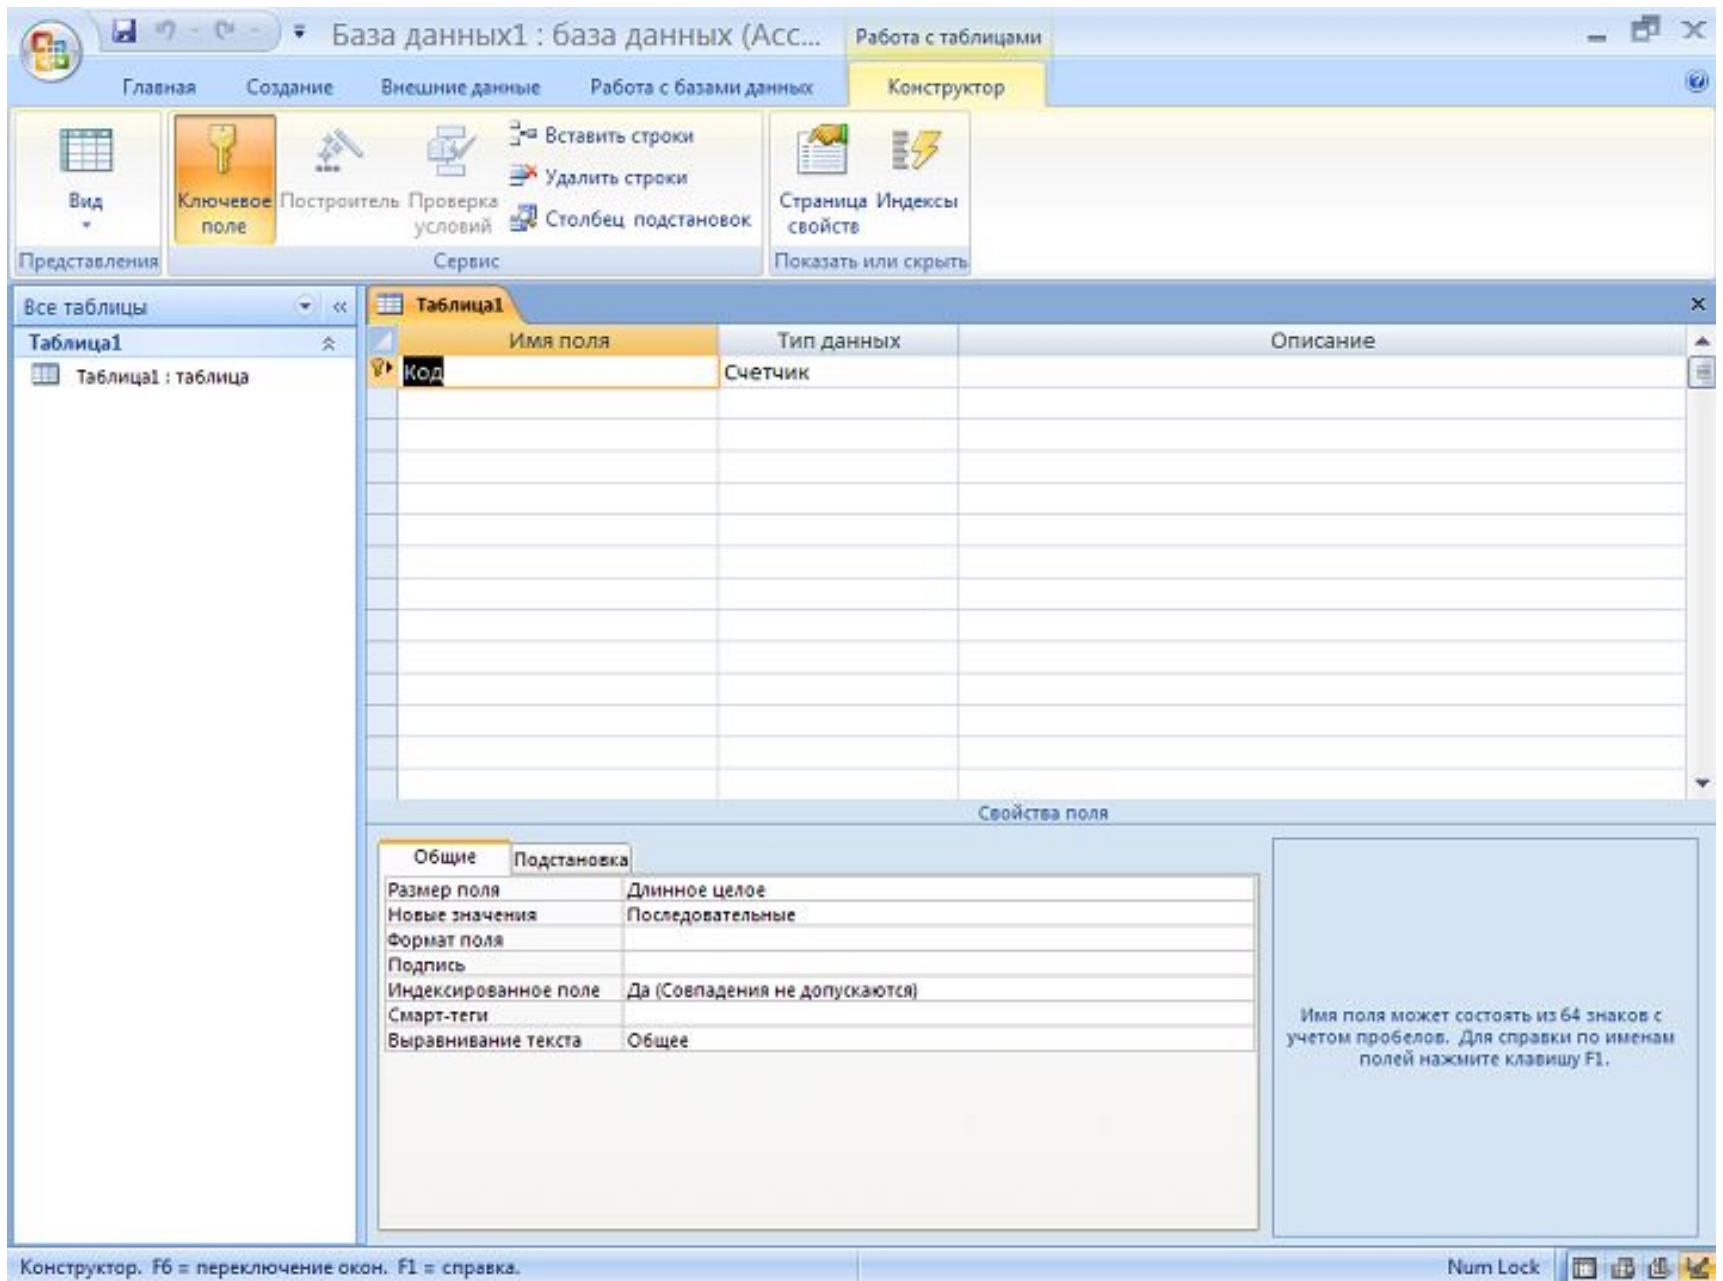 База данных1 : база данных (Acc...
Работа с таблицами
Главная Создание Внешние данные Работа с базами данных Конструктор
Вид
Ключевое поле
Построитель
Проверка условий
Вставить строки
Удалить строки
Столбец подстановок
Страница свойств
Индексы
Представления Сервис Показать или скрыть
Все таблицы
Таблица1
Таблица1 : таблица
Таблица1
Имя поля Тип данных Описание
Код Счетчик
Свойства поля
Общие Подстановка
Размер поля Длинное целое
Новые значения Последовательные
Формат поля
Подпись
Индексированное поле Да (Совпадения не допускаются)
Смарт-теги
Выравнивание текста Общее
Имя поля может состоять из 64 знаков с
учетом пробелов. Для справки по именам
полей нажмите клавишу F1.
Конструктор. F6 = переключение окон. F1 = справка.
Num Lock